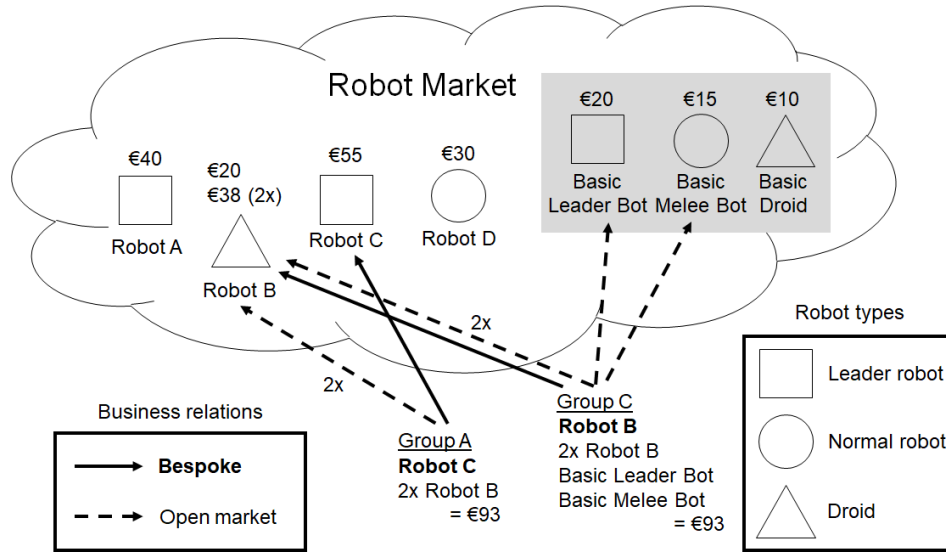 Robot Market
€40
Robot A
€20
€38 (2x)
Robot B
€55
Robot C
€30
Robot D
€20
Basic
Leader Bot
€15
Basic
Melee Bot
€10
Basic
Droid
2x
2x
Business relations
Bespoke
Open market
Group A
Robot C
2x Robot B
= €93
Group C
Robot B
2x Robot B
Basic Leader Bot
Basic Melee Bot
= €93
Robot types
Leader robot
Normal robot
Droid